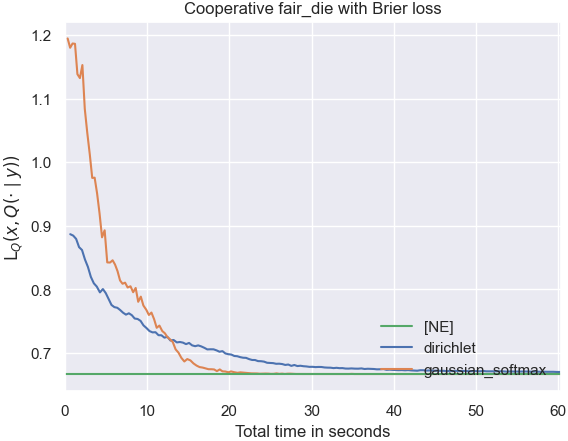 Cooperative fair_die with Brier loss
L_Q(x, Q(· | y))
1.2
1.1
1.0
0.9
0.8
0.7
[NE]
dirichlet
gaussian_softmax
0 10 20 30 40 50 60
Total time in seconds